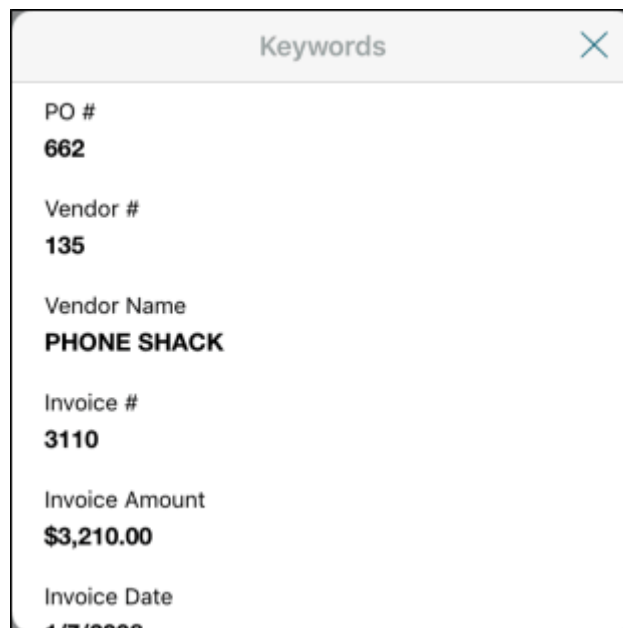 Keywords
PO #
662
Vendor #
135
Vendor Name
PHONE SHACK
Invoice #
3110
Invoice Amount
$3,210.00
Invoice Date